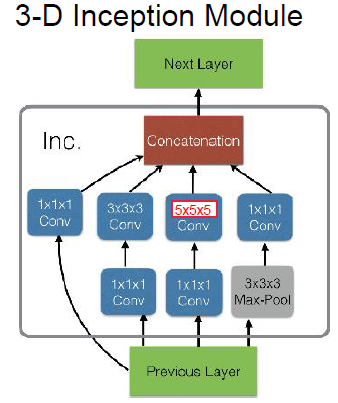 3-D Inception Module
Next Layer
Inc.
Concatenation
1x1x1
Conv
3x3x3
Conv
5x5x5
Conv
1x1x1
Conv
1x1x1
Conv
1x1x1
Conv
3x3x3
Max-Pool
Previous Layer